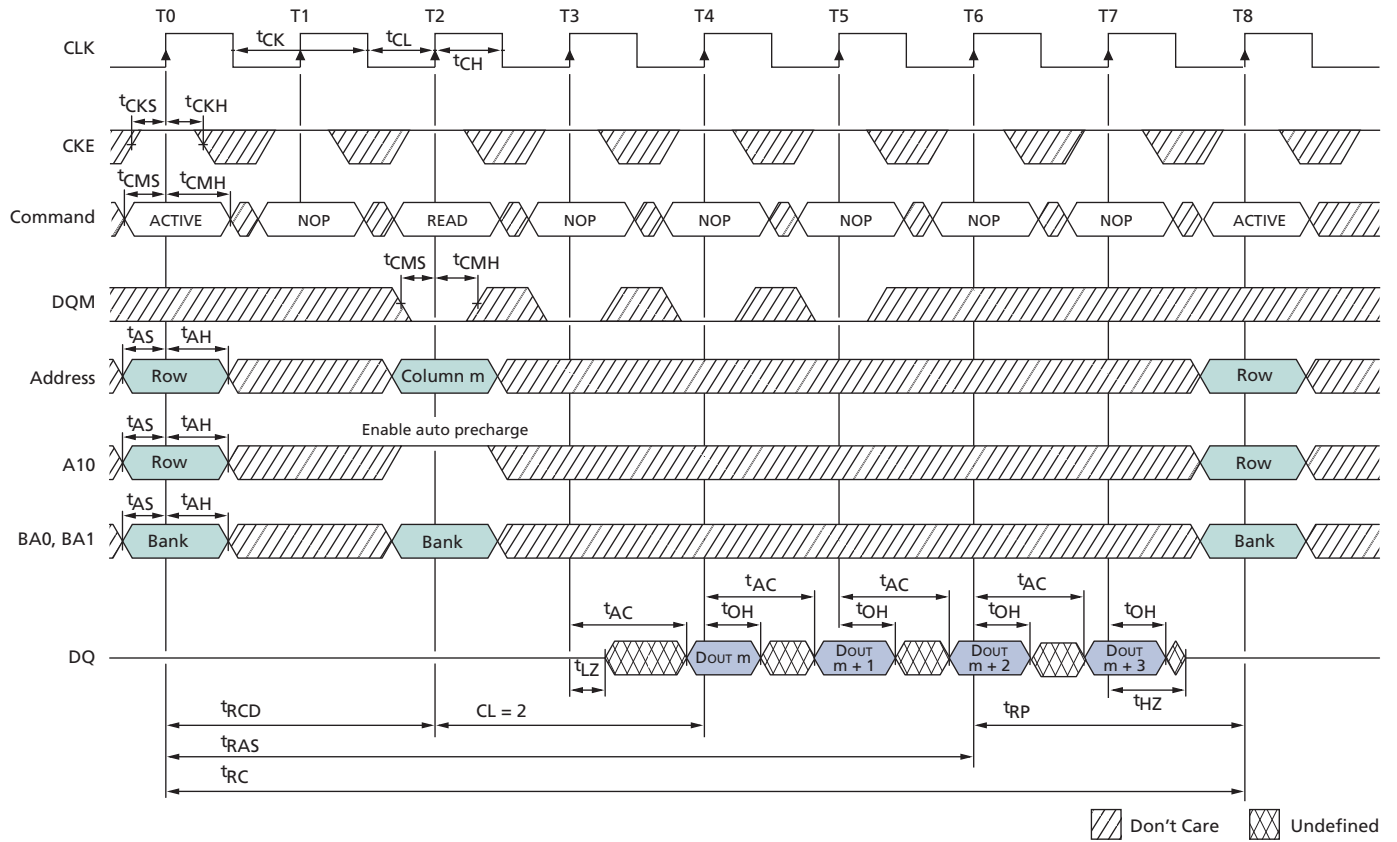 T0 T1 T2 T3 T4 T5 T6 T7 T8
CLK
tCK tCL
tCH
tCKS tCKH
CKE
tCMS tCMH
Command ACTIVE NOP READ NOP NOP NOP NOP NOP ACTIVE
tCMS tCMH
DQM
tAS tAH
Address Row Column m Row
tAS tAH
Enable auto precharge
A10 Row Row
tAS tAH
BA0, BA1 Bank Bank Bank
tAC tAC tAC
tAC tOH tOH tOH tOH
DQ DOUT m DOUT m + 1 DOUT m + 2 DOUT m + 3
tLZ tHZ
tRCD CL = 2 tRP
tRAS
tRC
Don't Care Undefined